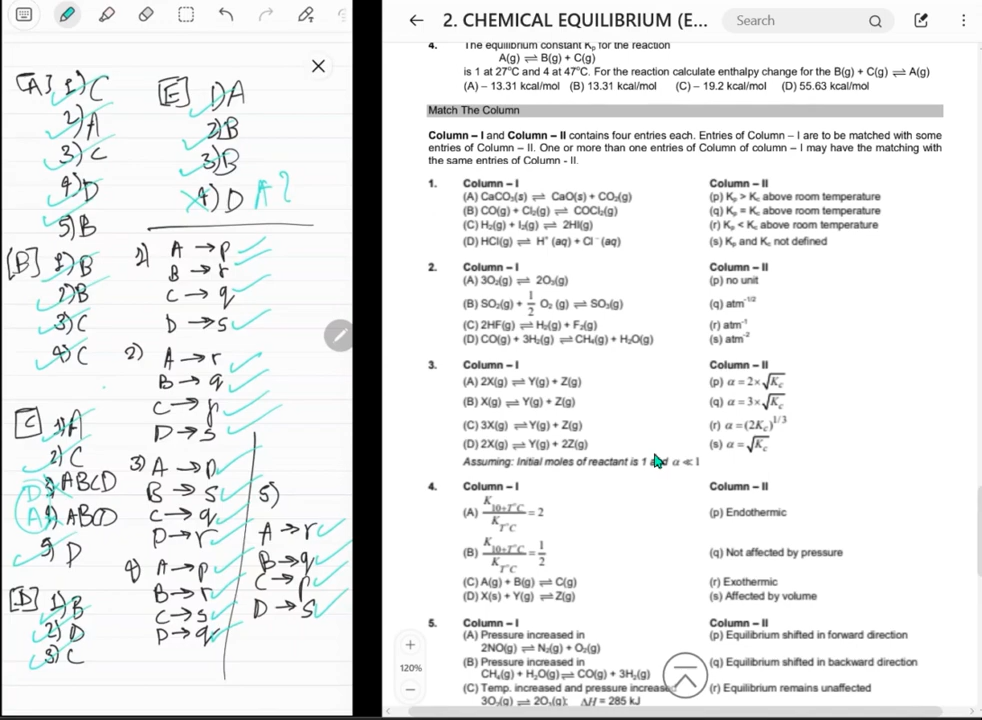 [A] 1) C
2) A
3) C
4) D
5) B
[B] 1) B
2) B
3) C
4) C
[C] 1) A
2) C
D 3) ABCD
A 4) ABCD
5) D
[D] 1) B
2) D
3) C
[E] 1) A
2) B
3) B
4) D A?
1) A → p
B → r
C → q
D → s
2) A → r
B → q
C → p
D → s
3) A → p
B → s
C → q
D → r
4) A → p
B → r
C → s
D → q
5)
A → r
B → q
C → p
D → s
2. CHEMICAL EQUILIBRIUM (E...
Search
4. The equilibrium constant Kp for the reaction
A(g) ⇌ B(g) + C(g)
is 1 at 27°C and 4 at 47°C. For the reaction calculate enthalpy change for the B(g) + C(g) ⇌ A(g)
(A) – 13.31 kcal/mol (B) 13.31 kcal/mol (C) – 19.2 kcal/mol (D) 55.63 kcal/mol
Match The Column
Column – I and Column – II contains four entries each. Entries of Column – I are to be matched with some
entries of Column – II. One or more than one entries of Column of column – I may have the matching with
the same entries of Column - II.
1. Column – I Column – II
(A) CaCO₃(s) ⇌ CaO(s) + CO₂(g) (p) Kp > Kc above room temperature
(B) CO(g) + Cl₂(g) ⇌ COCl₂(g) (q) Kp = Kc above room temperature
(C) H₂(g) + I₂(g) ⇌ 2HI(g) (r) Kp < Kc above room temperature
(D) HCl(g) ⇌ H⁺ (aq) + Cl⁻ (aq) (s) Kp and Kc not defined
2. Column – I Column – II
(A) 3O₂(g) ⇌ 2O₃(g) (p) no unit
(B) SO₂(g) + 1/2 O₂ (g) ⇌ SO₃(g) (q) atm⁻¹/²
(C) 2HF(g) ⇌ H₂(g) + F₂(g) (r) atm⁻¹
(D) CO(g) + 3H₂(g) ⇌ CH₄(g) + H₂O(g) (s) atm⁻²
3. Column – I Column – II
(A) 2X(g) ⇌ Y(g) + Z(g) (p) α = 2×√Kc
(B) X(g) ⇌ Y(g) + Z(g) (q) α = 3×√Kc
(C) 3X(g) ⇌ Y(g) + Z(g) (r) α = (2Kc)^1/3
(D) 2X(g) ⇌ Y(g) + 2Z(g) (s) α = √Kc
Assuming: Initial moles of reactant is 1 α ≪ 1
4. Column – I Column – II
(A) K10+T°C / KT°C = 2 (p) Endothermic
(B) K10+T°C / KT°C = 1/2 (q) Not affected by pressure
(C) A(g) + B(g) ⇌ C(g) (r) Exothermic
(D) X(s) + Y(g) ⇌ Z(g) (s) Affected by volume
5. Column – I Column – II
(A) Pressure increased in (p) Equilibrium shifted in forward direction
2NO(g) ⇌ N₂(g) + O₂(g)
(B) Pressure increased in (q) Equilibrium shifted in backward direction
CH₄(g) + H₂O(g) ⇌ CO(g) + 3H₂(g)
(C) Temp. increased and pressure increased (r) Equilibrium remains unaffected
3O₂(g) ⇌ 2O₃(g); ΔH = 285 kJ
120%